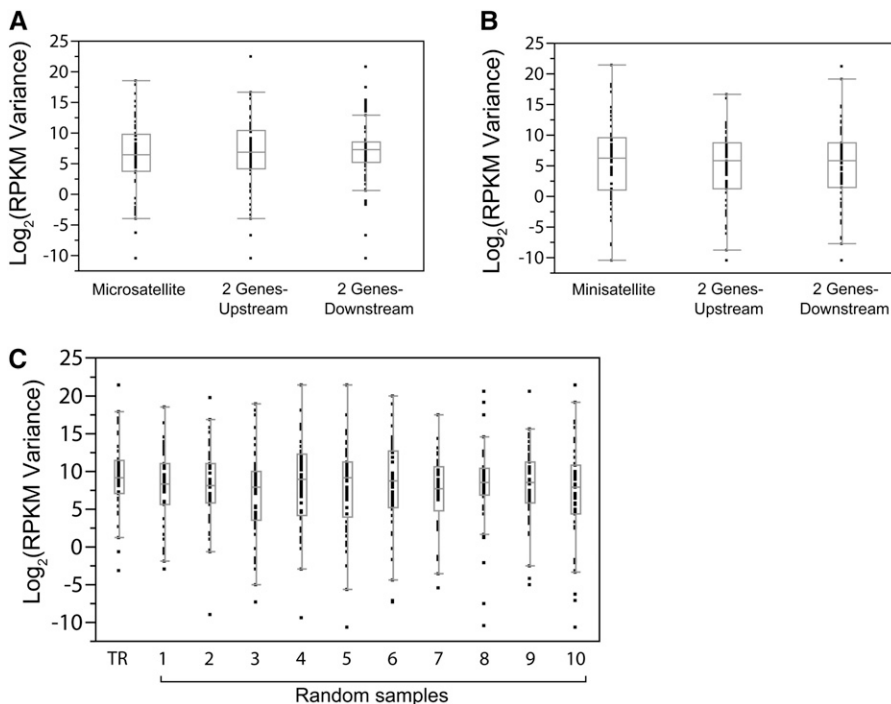 A
Log2(RPKM Variance)
25
20
15
10
5
0
-5
-10
Microsatellite
2 Genes-
Upstream
2 Genes-
Downstream
B
Log2(RPKM Variance)
25
20
15
10
5
0
-5
-10
Minisatellite
2 Genes-
Upstream
2 Genes-
Downstream
C
Log2(RPKM Variance)
25
20
15
10
5
0
-5
-10
TR 1 2 3 4 5 6 7 8 9 10
Random samples